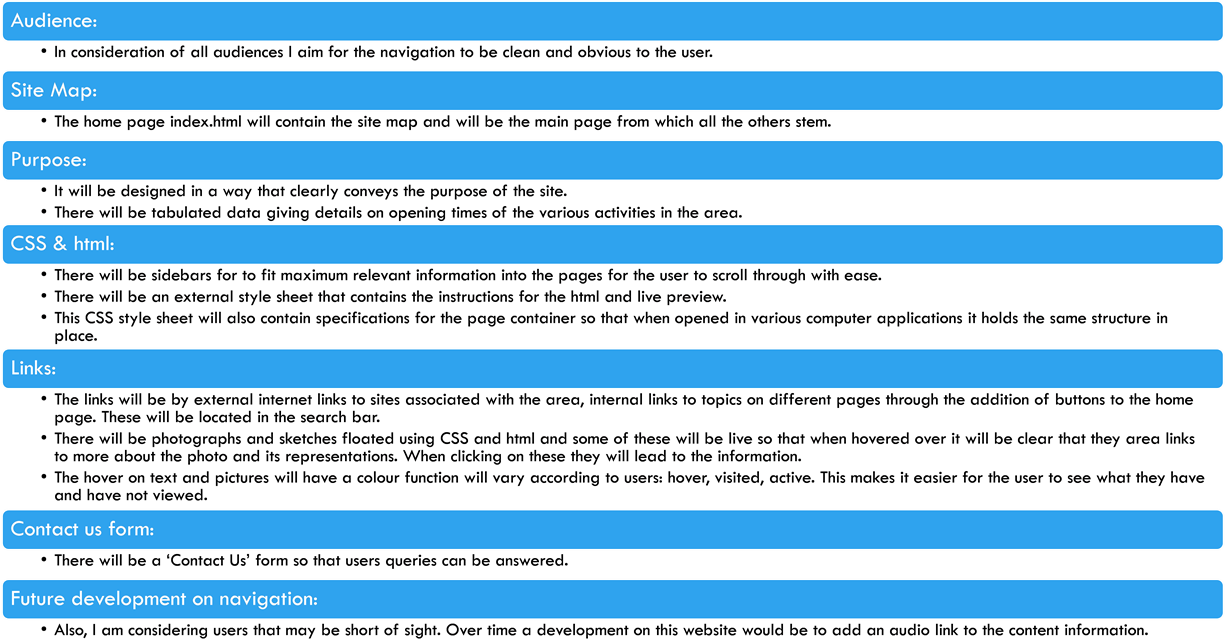 Audience:
• In consideration of all audiences I aim for the navigation to be clean and obvious to the user.
Site Map:
• The home page index.html will contain the site map and will be the main page from which all the others stem.
Purpose:
• It will be designed in a way that clearly conveys the purpose of the site.
• There will be tabulated data giving details on opening times of the various activities in the area.
CSS & html:
• There will be sidebars for to fit maximum relevant information into the pages for the user to scroll through with ease.
• There will be an external style sheet that contains the instructions for the html and live preview.
• This CSS style sheet will also contain specifications for the page container so that when opened in various computer applications it holds the same structure in
place.
Links:
• The links will be by external internet links to sites associated with the area, internal links to topics on different pages through the addition of buttons to the home
page. These will be located in the search bar.
• There will be photographs and sketches floated using CSS and html and some of these will be live so that when hovered over it will be clear that they area links
to more about the photo and its representations. When clicking on these they will lead to the information.
• The hover on text and pictures will have a colour function will vary according to users: hover, visited, active. This makes it easier for the user to see what they have
and have not viewed.
Contact us form:
• There will be a ‘Contact Us’ form so that users queries can be answered.
Future development on navigation:
• Also, I am considering users that may be short of sight. Over time a development on this website would be to add an audio link to the content information.